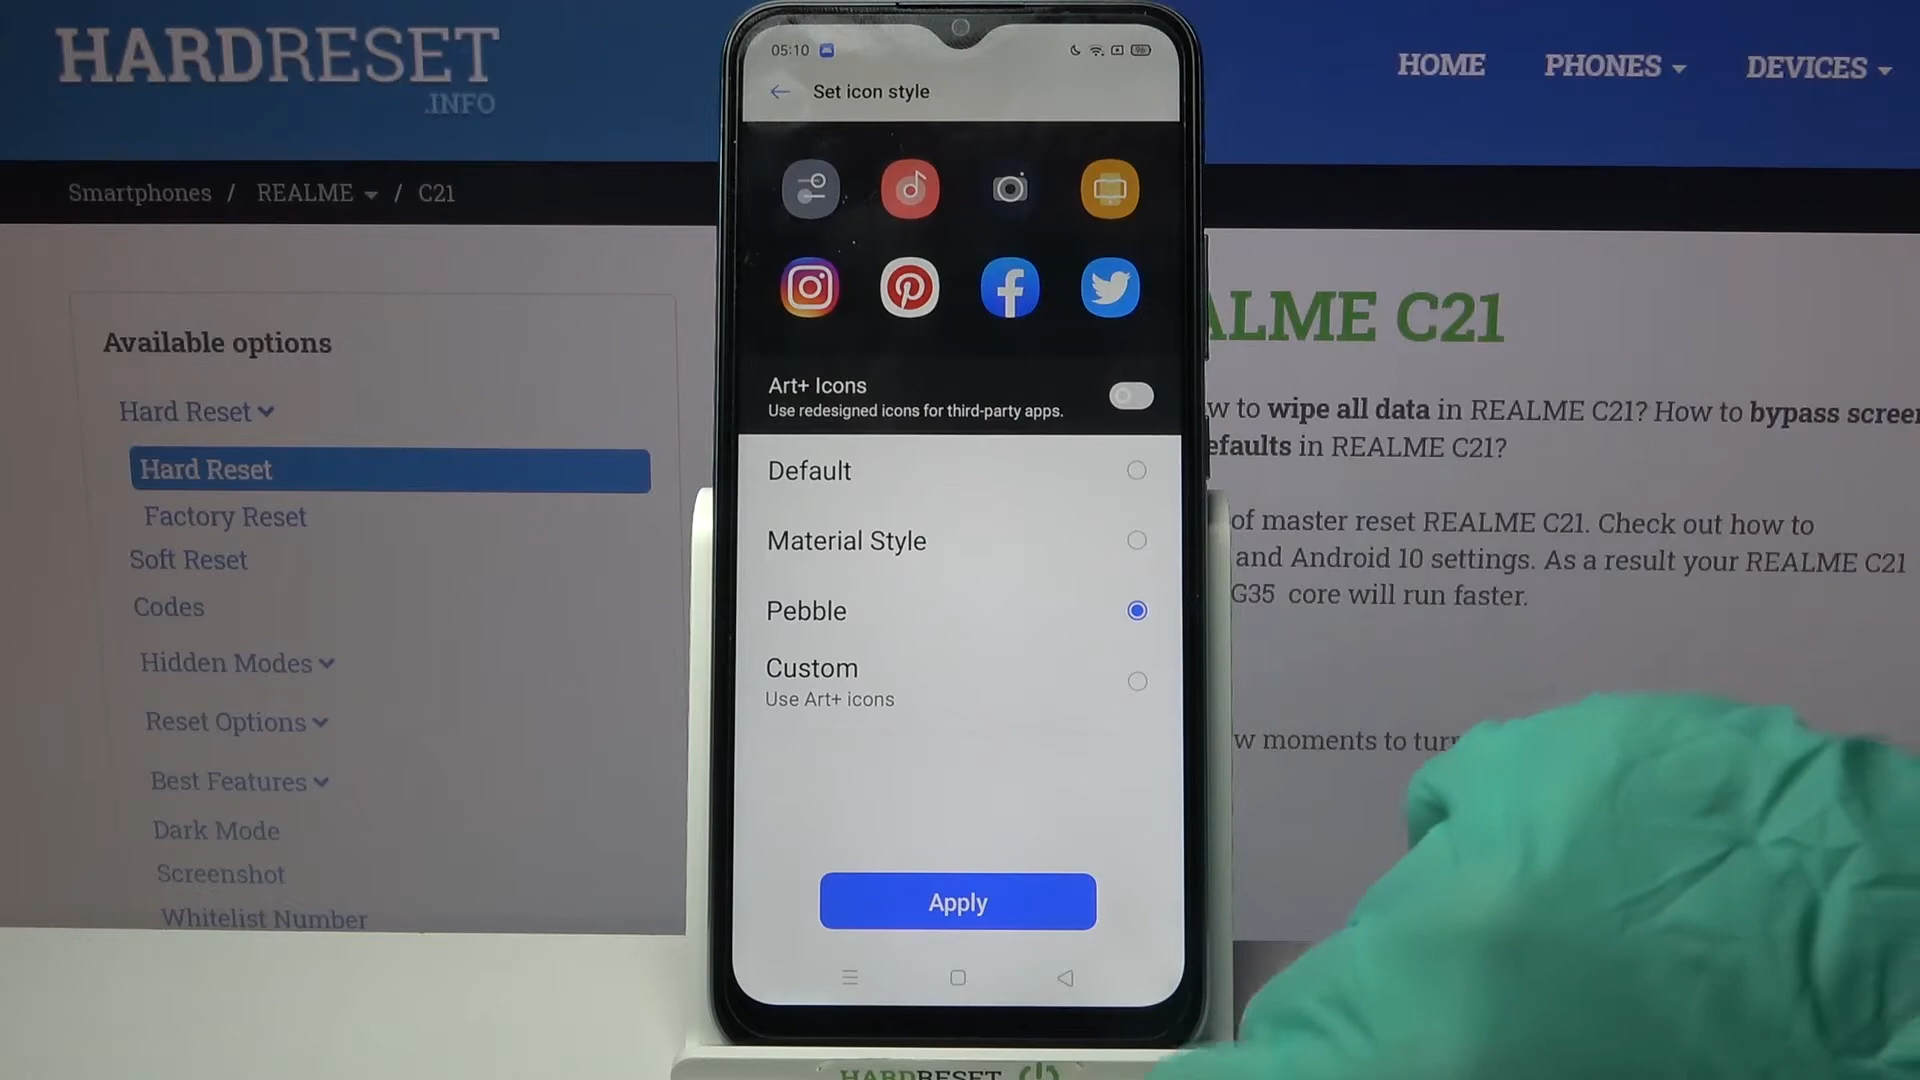 HARDRESET
.INFO
HOME PHONES DEVICES
Smartphones / REALME / C21
Available options
Hard Reset
Hard Reset
Factory Reset
Soft Reset
Codes
Hidden Modes
Reset Options
Best Features
Dark Mode
Screenshot
Whitelist Number
05:10 96
Set icon style
Art+ Icons
Use redesigned icons for third-party apps.
Default
Material Style
Pebble
Custom
Use Art+ icons
Apply
ALME C21
w to wipe all data in REALME C21? How to bypass screen
efaults in REALME C21?
of master reset REALME C21. Check out how to
and Android 10 settings. As a result your REALME C21
G35 core will run faster.
w moments to turn
HARDRESET